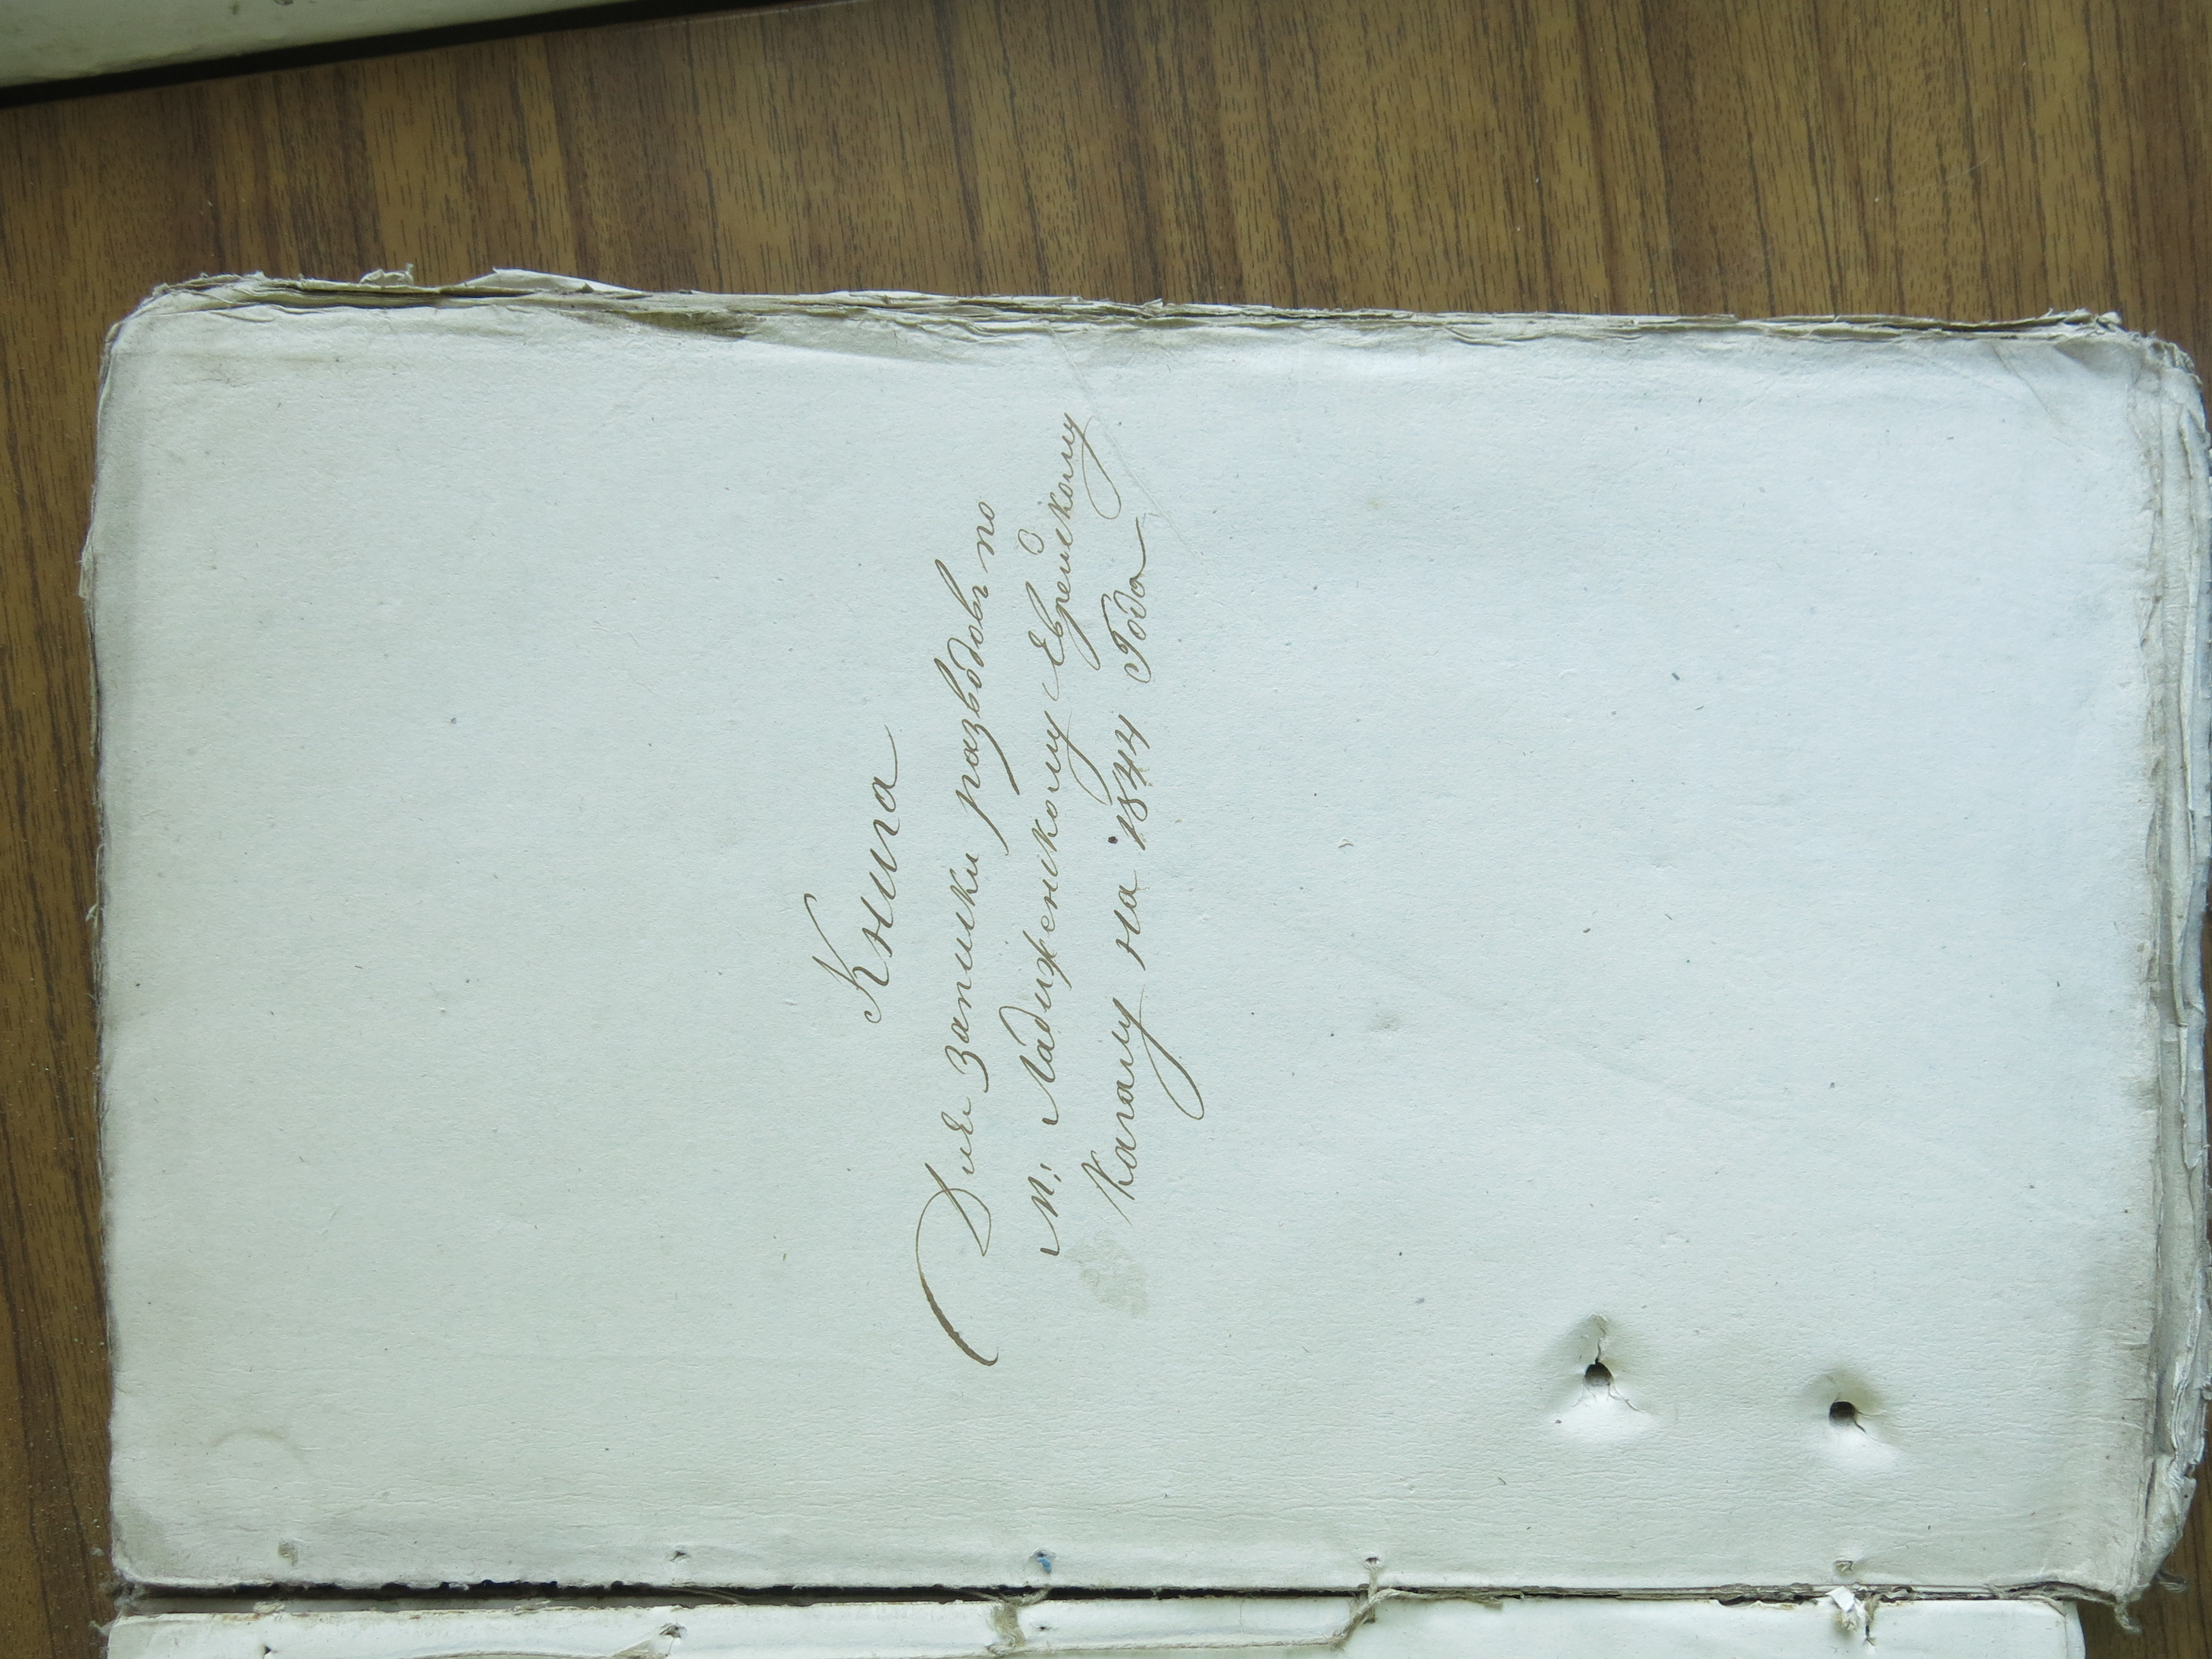 Книга
Для записки разводовъ по
М: Ладиженскому Еврейскому
Кагалу на 1844 Года